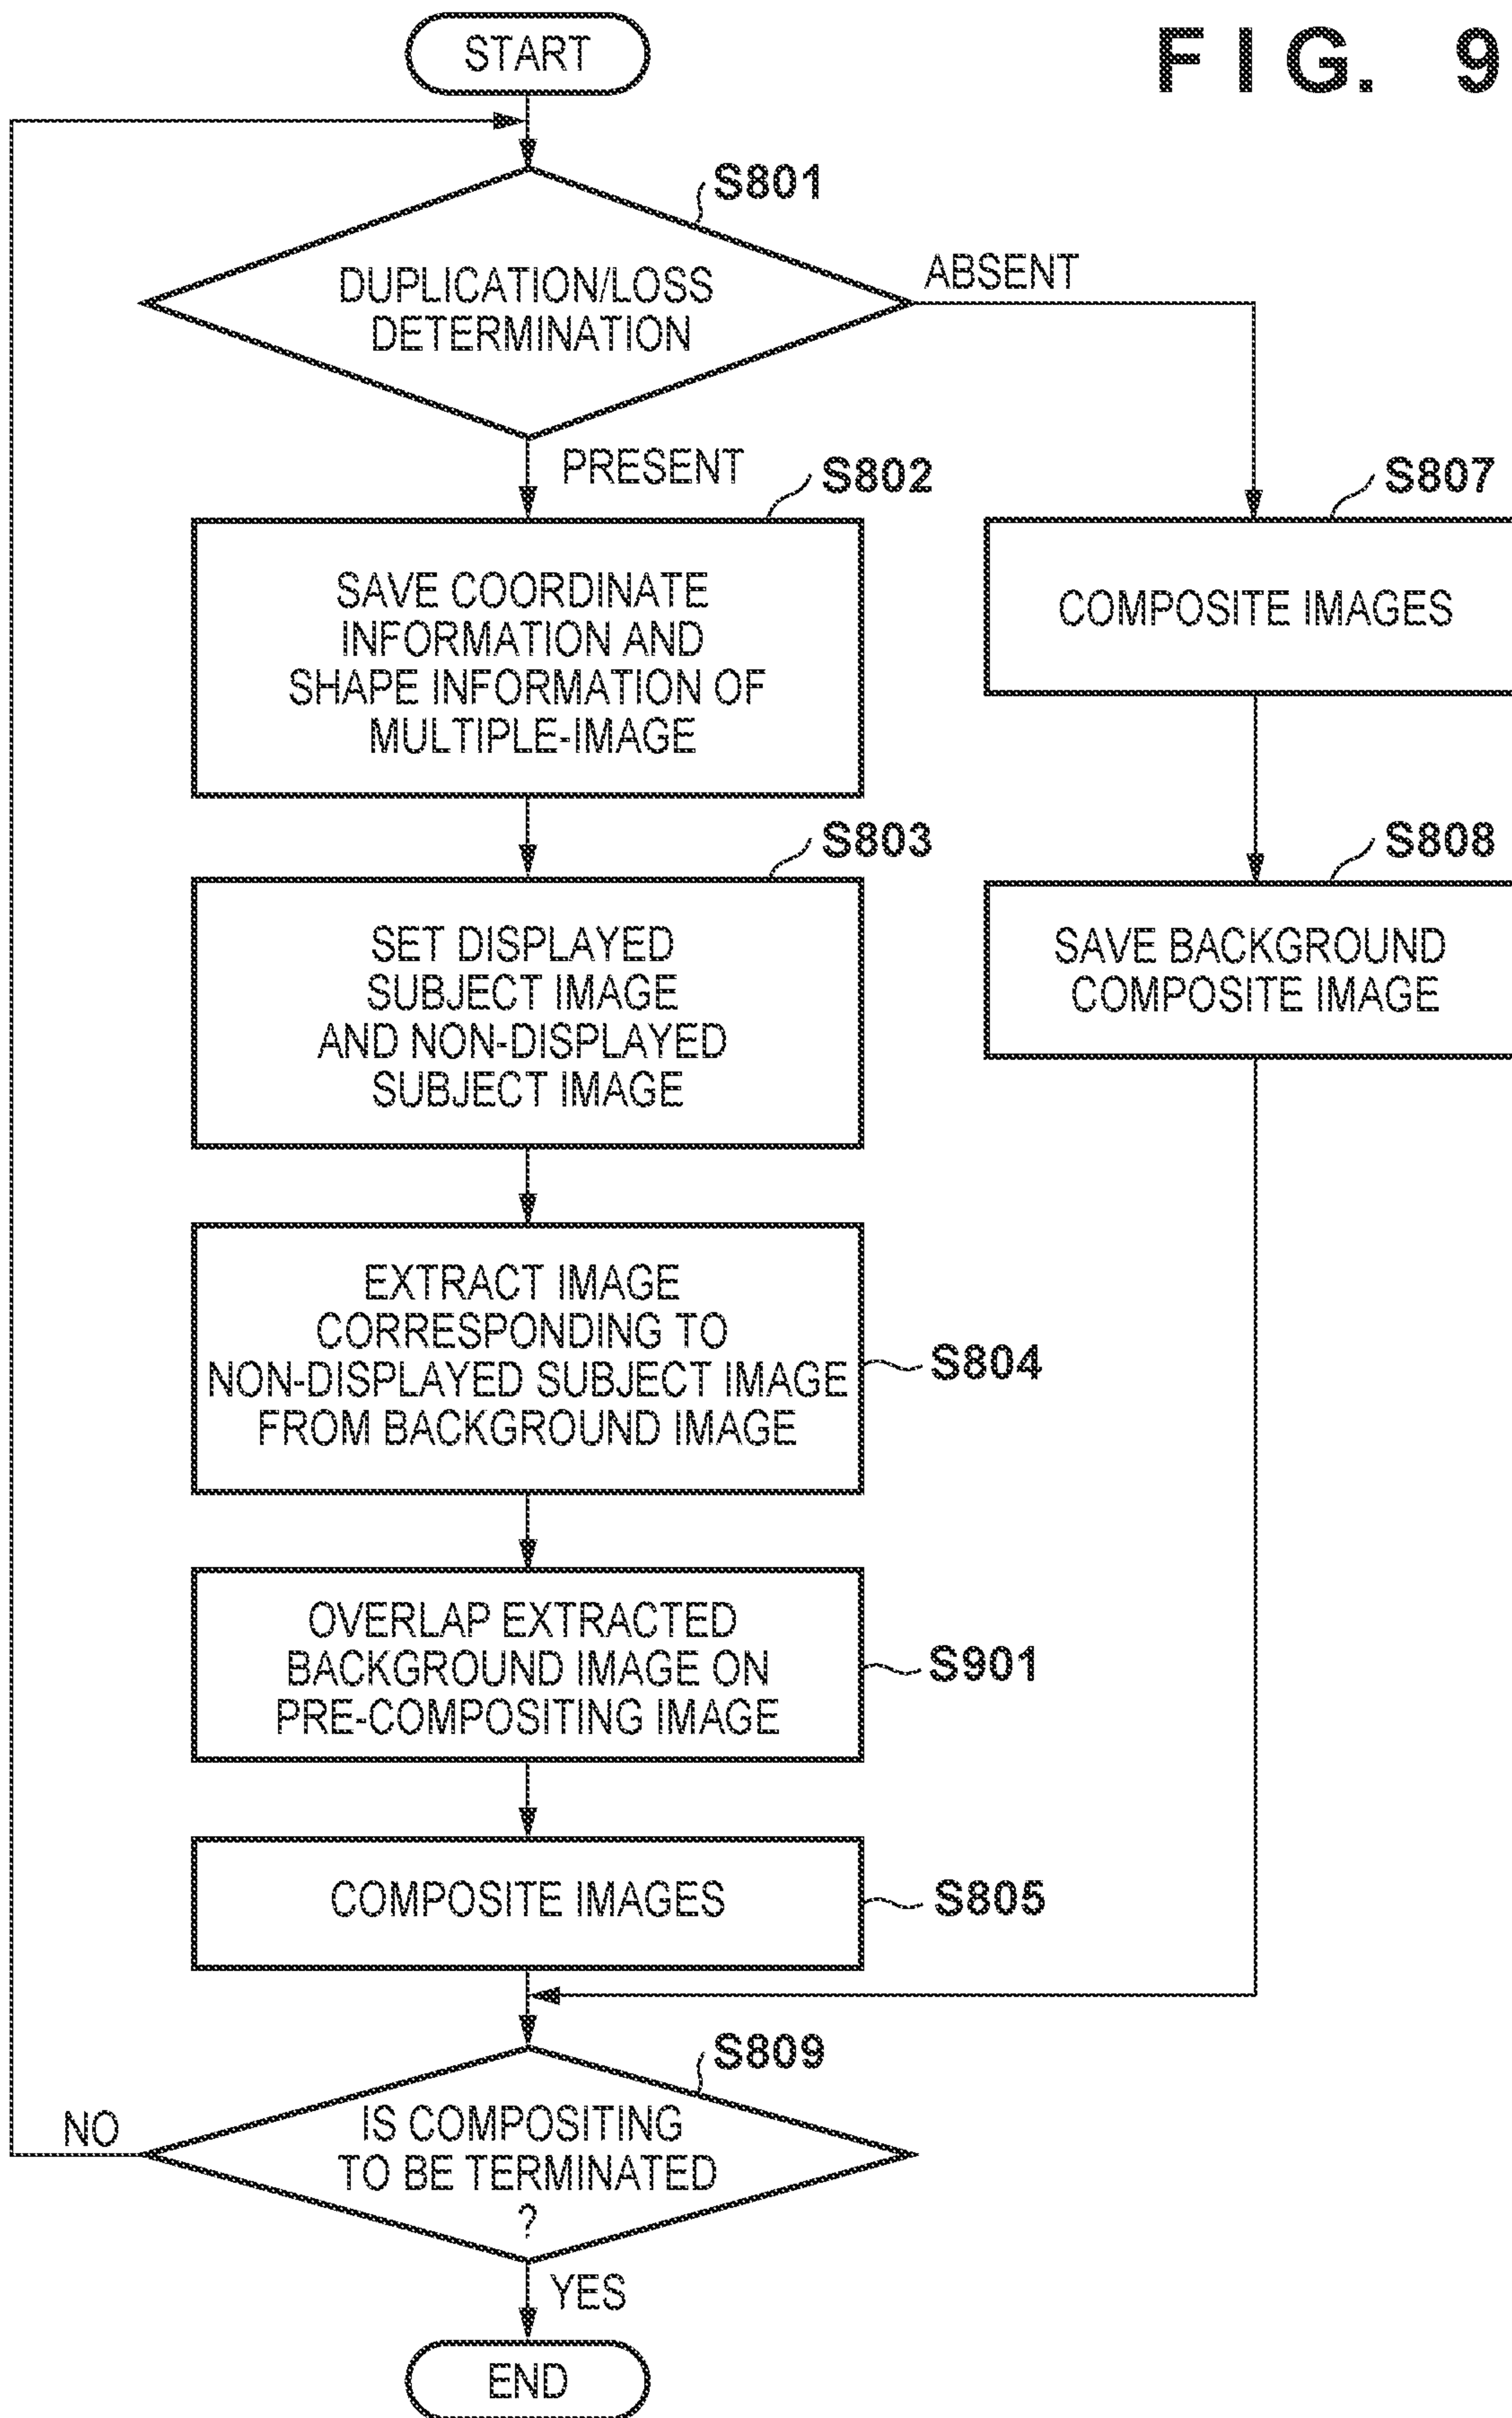 FIG. 9
START
S801
DUPLICATION/LOSS
DETERMINATION
ABSENT
PRESENT
S802
SAVE COORDINATE
INFORMATION AND
SHAPE INFORMATION OF
MULTIPLE-IMAGE
S807
COMPOSITE IMAGES
S803
SET DISPLAYED
SUBJECT IMAGE
AND NON-DISPLAYED
SUBJECT IMAGE
S808
SAVE BACKGROUND
COMPOSITE IMAGE
EXTRACT IMAGE
CORRESPONDING TO
NON-DISPLAYED SUBJECT IMAGE
FROM BACKGROUND IMAGE
S804
OVERLAP EXTRACTED
BACKGROUND IMAGE ON
PRE-COMPOSITING IMAGE
S901
COMPOSITE IMAGES
S805
S809
IS COMPOSITING
TO BE TERMINATED
?
NO
YES
END